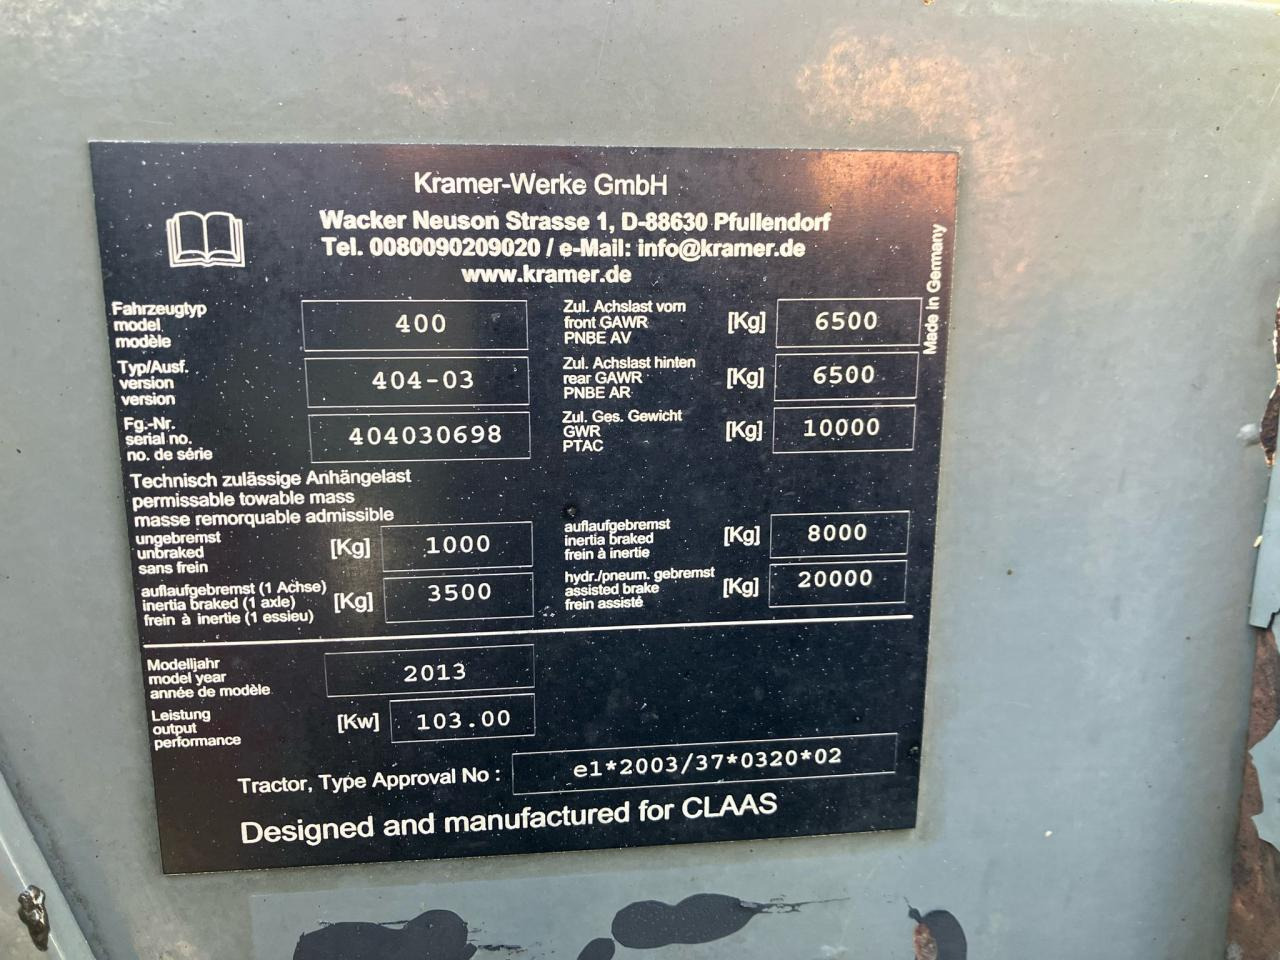 Kramer-Werke GmbH
Wacker Neuson Strasse 1, D-88630 Pfullendorf
Tel. 0080090209020 / e-Mail: info@kramer.de
www.kramer.de
Made in Germany
Fahrzeugtyp
model
modèle
400
Zul. Achslast vorn
front GAWR
PNBE AV
[Kg]
6500
Typ/Ausf.
version
version
404-03
Zul. Achslast hinten
rear GAWR
PNBE AR
[Kg]
6500
Fg.-Nr.
serial no.
no. de série
404030698
Zul. Ges. Gewicht
GWR
PTAC
[Kg]
10000
Technisch zulässige Anhängelast
permissable towable mass
masse remorquable admissible
ungebremst
unbraked
sans frein
[Kg]
1000
auflaufgebremst
inertia braked
frein à inertie
[Kg]
8000
auflaufgebremst (1 Achse)
inertia braked (1 axle)
frein à inertie (1 essieu)
[Kg]
3500
hydr./pneum. gebremst
assisted brake
frein assisté
[Kg]
20000
Modelljahr
model year
année de modèle
2013
Leistung
output
performance
[Kw]
103.00
Tractor, Type Approval No :
e1*2003/37*0320*02
Designed and manufactured for CLAAS